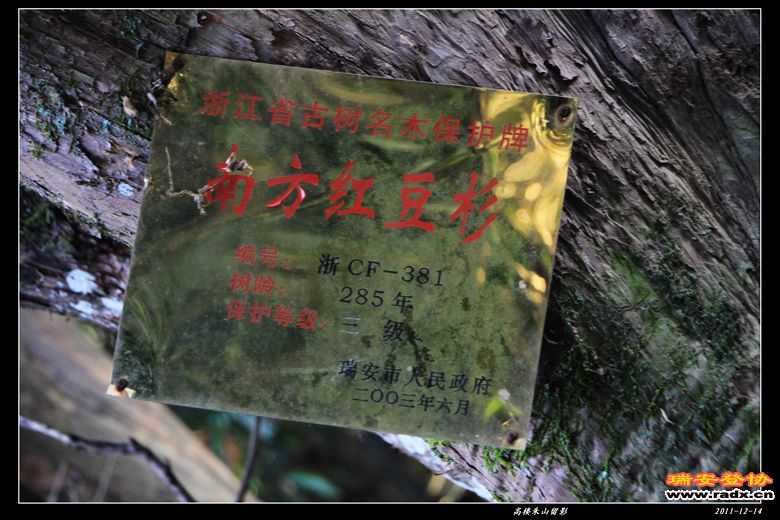 浙江省古树名木保护牌
南方红豆杉
编号： 浙 CF-381
树龄： 285 年
保护等级： 三 级
瑞安市人民政府
二〇〇三年六月
瑞安登协
www.radx.cn
高楼朱山留影
2011-12-14